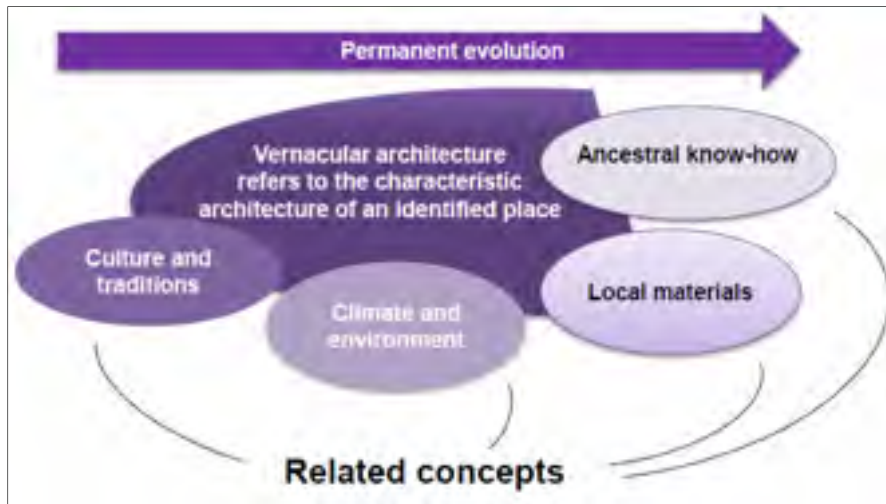 Permanent evolution
Vernacular architecture
refers to the characteristic
architecture of an identified place
Ancestral know-how
Culture and
traditions
Local materials
Climate and
environment
Related concepts